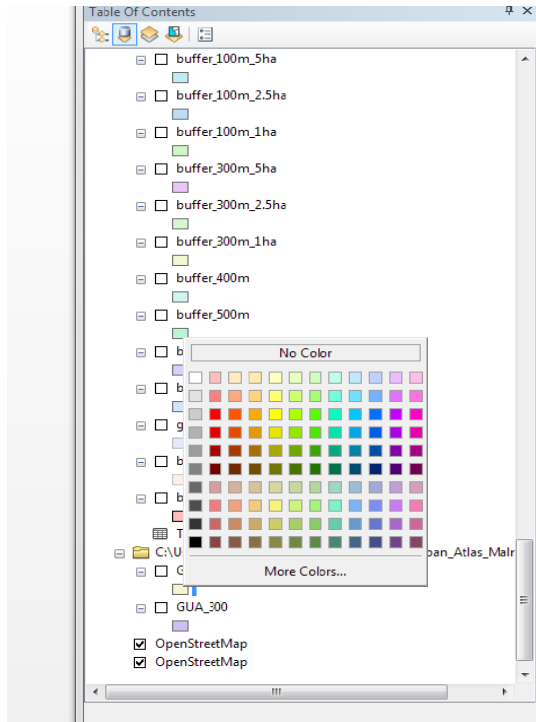 Table Of Contents
buffer_100m_5ha
buffer_100m_2.5ha
buffer_100m_1ha
buffer_300m_5ha
buffer_300m_2.5ha
buffer_300m_1ha
buffer_400m
buffer_500m
b
No Color
b
g
b
b
T
C:\U
pan_Atlas_Malr
G
More Colors...
GUA_300
OpenStreetMap
OpenStreetMap